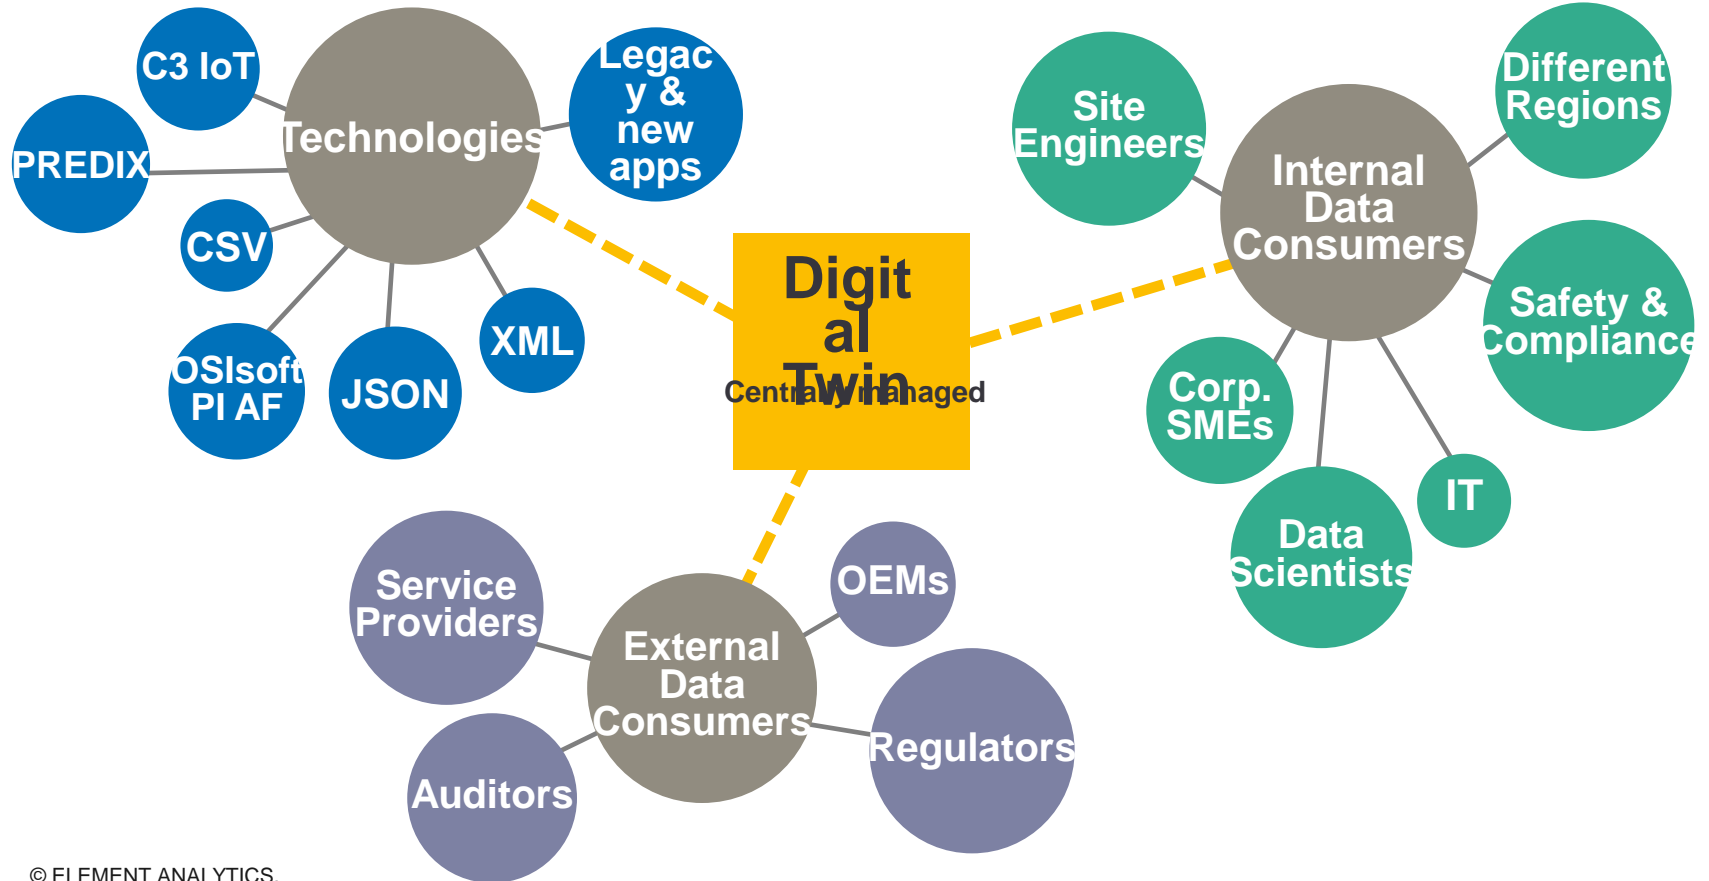 C3 IoT
PREDIX
Technologies
Legac
y &
new
apps
CSV
OSIsoft
PI AF
JSON
XML
Digit
al
Twin
Centrally managed
Site
Engineers
Internal
Data
Consumers
Different
Regions
Safety &
Compliance
Corp.
SMEs
Data
Scientists
IT
Service
Providers
External
Data
Consumers
OEMs
Regulators
Auditors
© ELEMENT ANALYTICS.